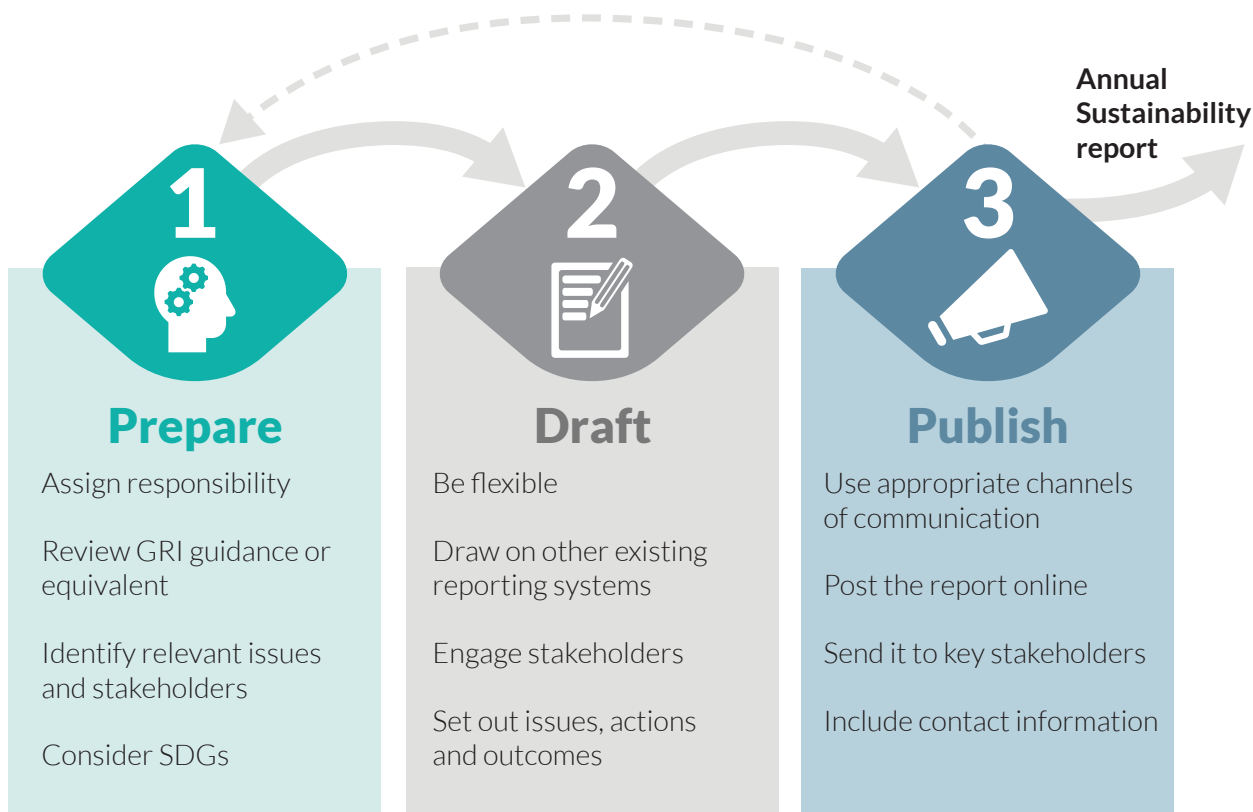 Annual
Sustainability
report
1
Prepare
Assign responsibility
Review GRI guidance or
equivalent
Identify relevant issues
and stakeholders
Consider SDGs
2
Draft
Be flexible
Draw on other existing
reporting systems
Engage stakeholders
Set out issues, actions
and outcomes
3
Publish
Use appropriate channels
of communication
Post the report online
Send it to key stakeholders
Include contact information